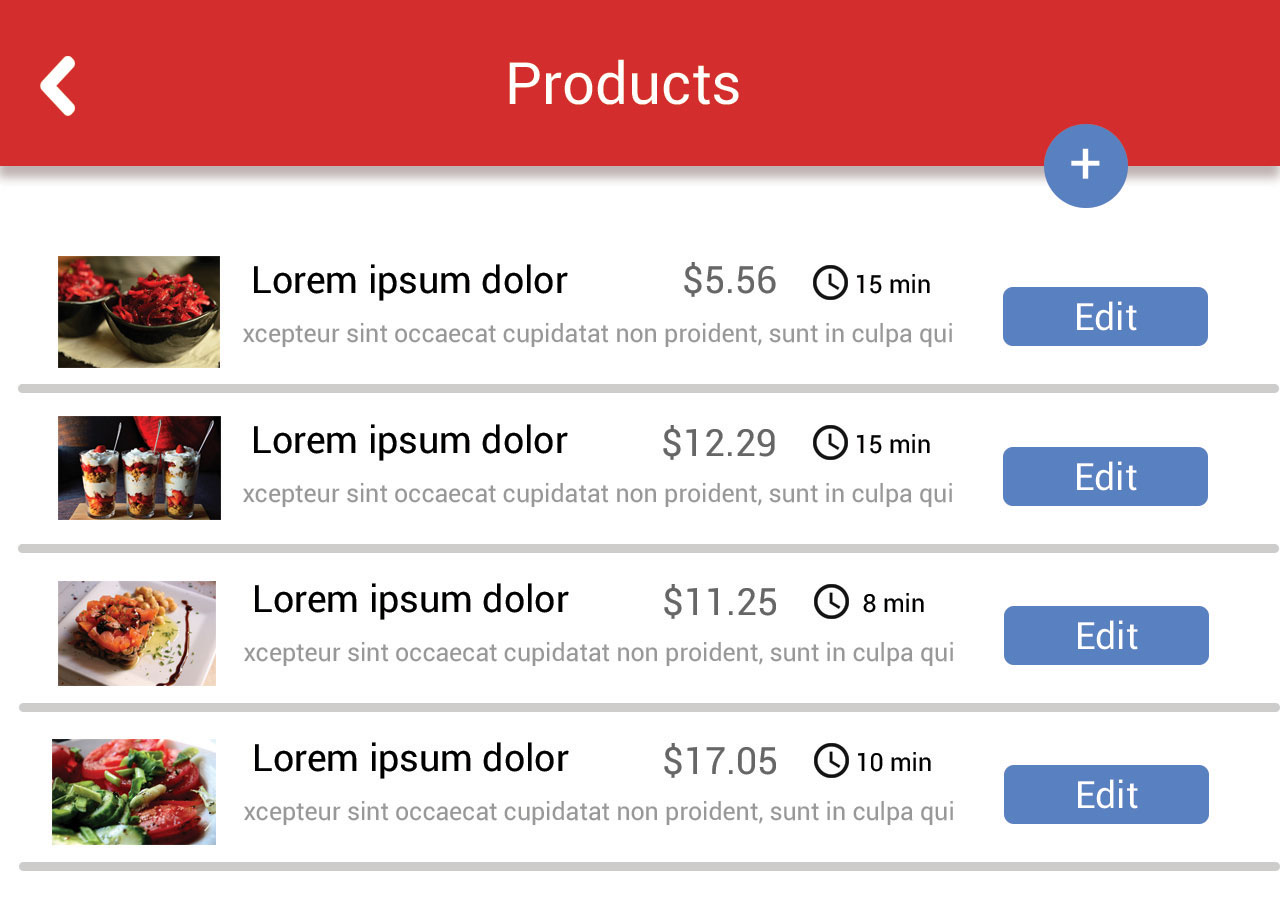 Products
+
Lorem ipsum dolor $5.56 15 min
xcepteur sint occaecat cupidatat non proident, sunt in culpa qui
Edit
Lorem ipsum dolor $12.29 15 min
xcepteur sint occaecat cupidatat non proident, sunt in culpa qui
Edit
Lorem ipsum dolor $11.25 8 min
xcepteur sint occaecat cupidatat non proident, sunt in culpa qui
Edit
Lorem ipsum dolor $17.05 10 min
xcepteur sint occaecat cupidatat non proident, sunt in culpa qui
Edit